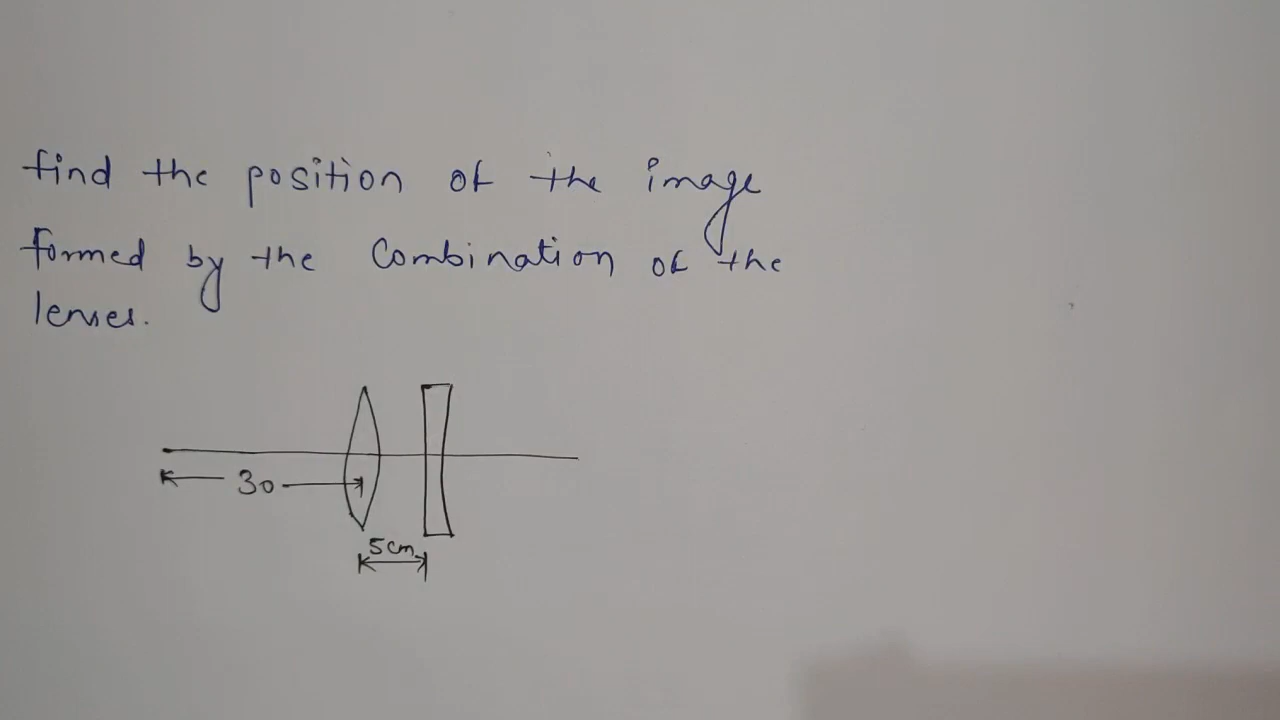 find the position of the image
formed by the Combination of the
lenses.
30
5cm